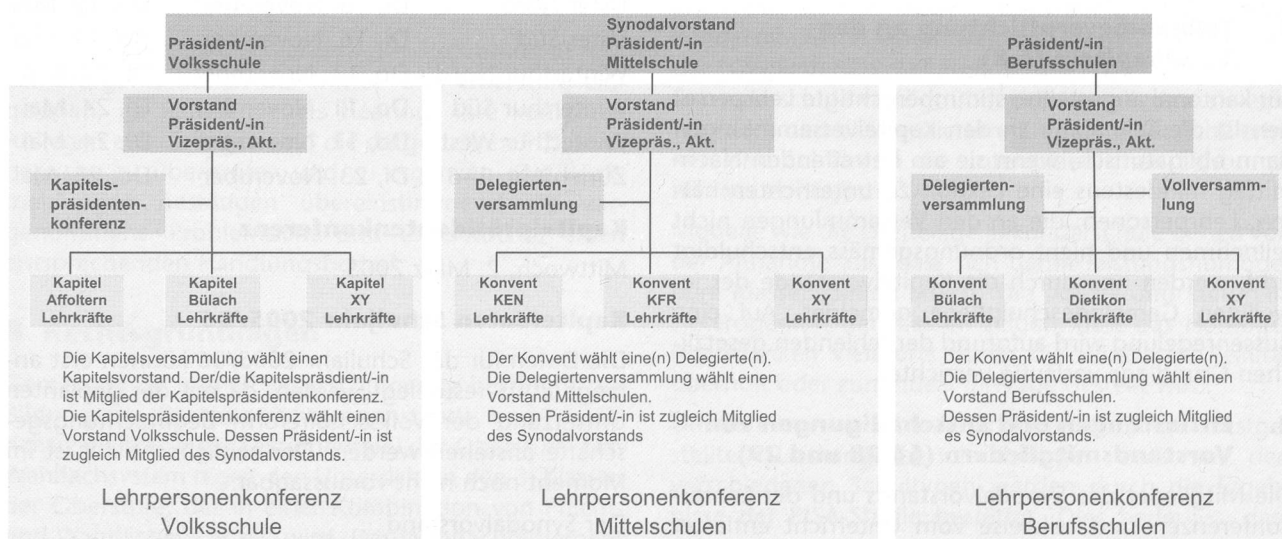 Synodalvorstand
Präsident/-in
Volksschule
Präsident/-in
Mittelschule
Präsident/-in
Berufsschulen
Vorstand
Präsident/-in
Vizepräs., Akt.
Kapitels-
präsidenten-
konferenz
Kapitel
Affoltern
Lehrkräfte
Kapitel
Bülach
Lehrkräfte
Kapitel
XY
Lehrkräfte
Die Kapitelsversammlung wählt einen
Kapitelsvorstand. Der/die Kapitelspräsident/-in
ist Mitglied der Kapitelspräsidentenkonferenz.
Die Kapitelspräsidentenkonferenz wählt einen
Vorstand Volksschule. Dessen Präsident/-in ist
zugleich Mitglied des Synodalvorstands.
Lehrpersonenkonferenz
Volksschule
Vorstand
Präsident/-in
Vizepräs., Akt.
Delegierten-
versammlung
Konvent
KEN
Lehrkräfte
Konvent
KFR
Lehrkräfte
Konvent
XY
Lehrkräfte
Der Konvent wählt eine(n) Delegierte(n).
Die Delegiertenversammlung wählt einen
Vorstand Mittelschulen.
Dessen Präsident/-in ist zugleich Mitglied
des Synodalvorstands
Lehrpersonenkonferenz
Mittelschulen
Vorstand
Präsident/-in
Vizepräs., Akt.
Delegierten-
versammlung
Vollversamm-
lung
Konvent
Bülach
Lehrkräfte
Konvent
Dietikon
Lehrkräfte
Konvent
XY
Lehrkräfte
Der Konvent wählt eine(n) Delegierte(n).
Die Delegiertenversammlung wählt einen
Vorstand Berufsschulen.
Dessen Präsident/-in ist zugleich Mitglied
es Synodalvorstands.
Lehrpersonenkonferenz
Berufsschulen